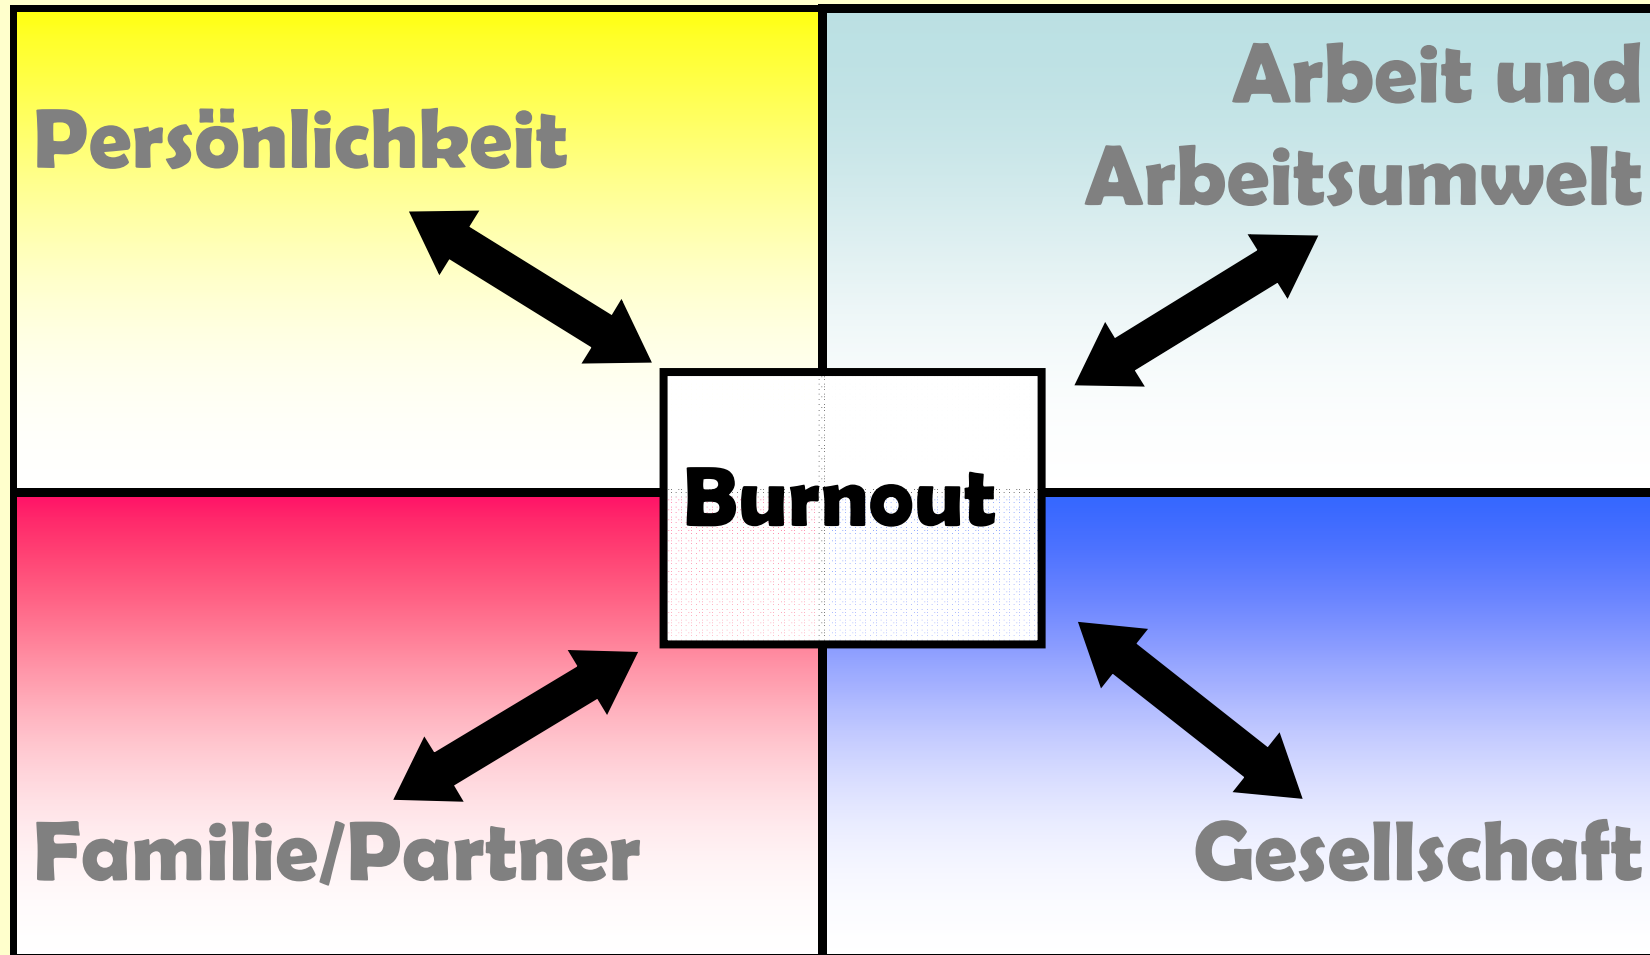 Persönlichkeit
Arbeit und
Arbeitsumwelt
Burnout
Familie/Partner
Gesellschaft